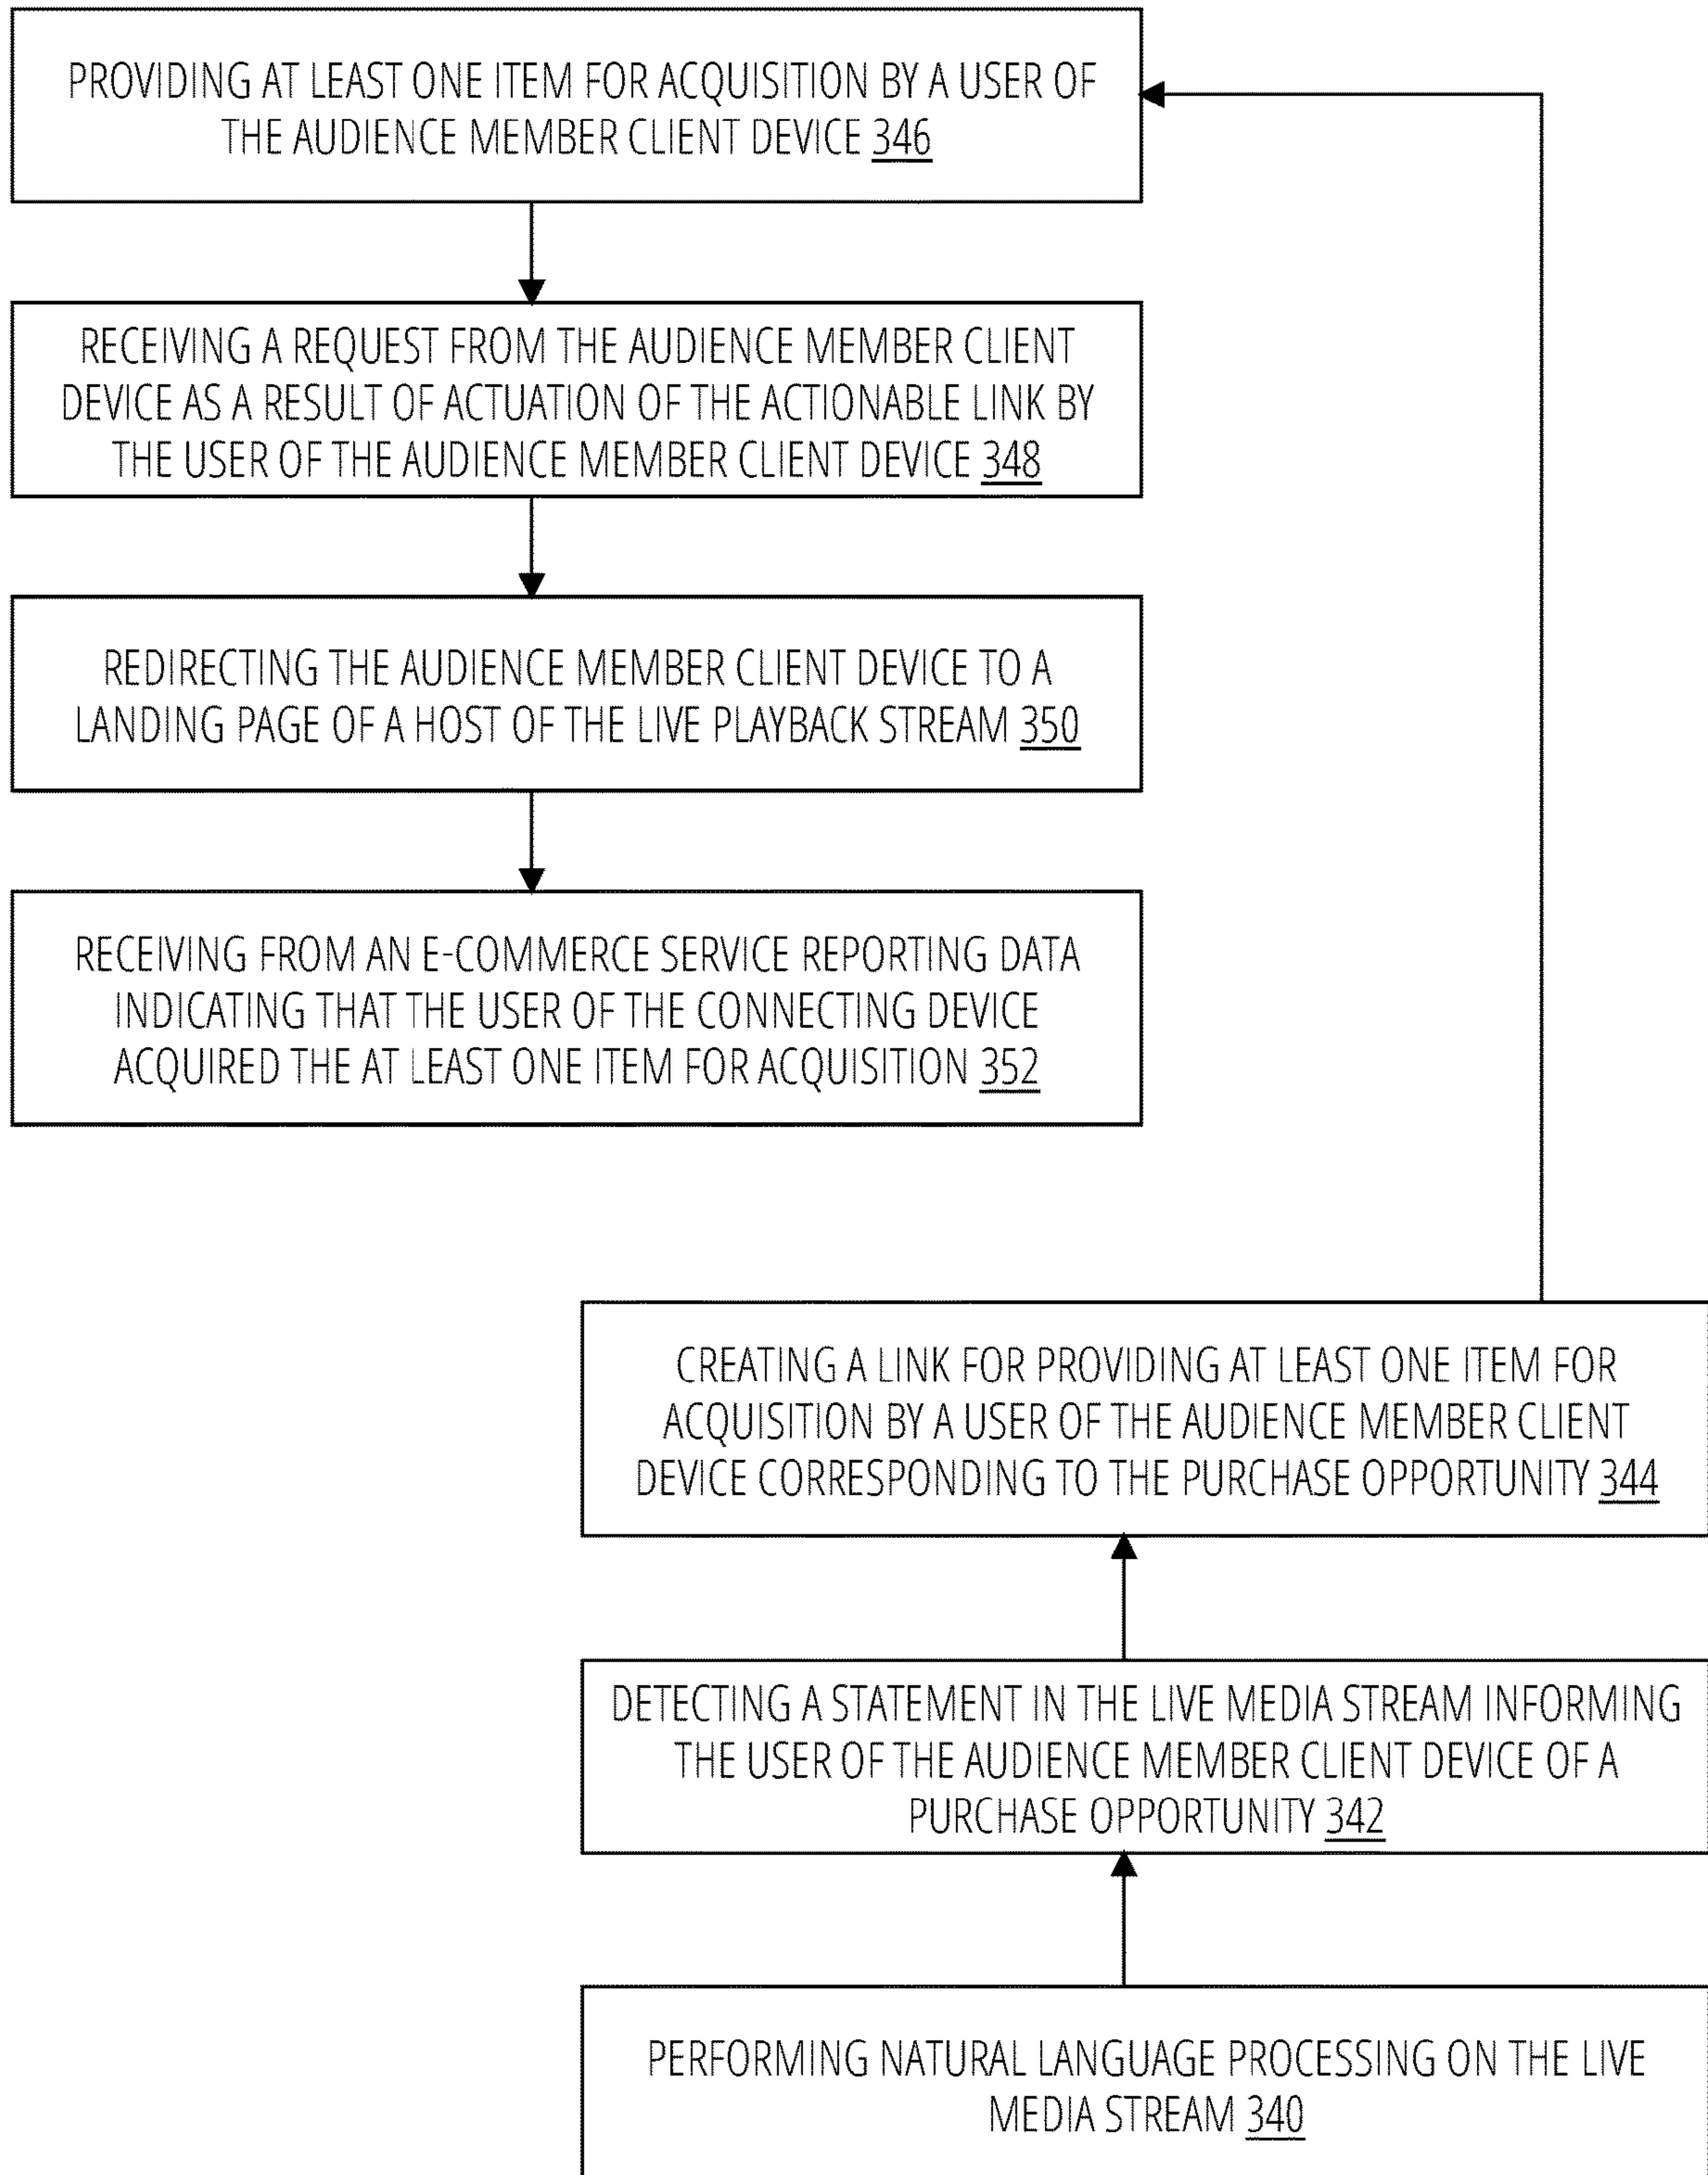 PROVIDING AT LEAST ONE ITEM FOR ACQUISITION BY A USER OF
THE AUDIENCE MEMBER CLIENT DEVICE 346
RECEIVING A REQUEST FROM THE AUDIENCE MEMBER CLIENT
DEVICE AS A RESULT OF ACTUATION OF THE ACTIONABLE LINK BY
THE USER OF THE AUDIENCE MEMBER CLIENT DEVICE 348
REDIRECTING THE AUDIENCE MEMBER CLIENT DEVICE TO A
LANDING PAGE OF A HOST OF THE LIVE PLAYBACK STREAM 350
RECEIVING FROM AN E-COMMERCE SERVICE REPORTING DATA
INDICATING THAT THE USER OF THE CONNECTING DEVICE
ACQUIRED THE AT LEAST ONE ITEM FOR ACQUISITION 352
CREATING A LINK FOR PROVIDING AT LEAST ONE ITEM FOR
ACQUISITION BY A USER OF THE AUDIENCE MEMBER CLIENT
DEVICE CORRESPONDING TO THE PURCHASE OPPORTUNITY 344
DETECTING A STATEMENT IN THE LIVE MEDIA STREAM INFORMING
THE USER OF THE AUDIENCE MEMBER CLIENT DEVICE OF A
PURCHASE OPPORTUNITY 342
PERFORMING NATURAL LANGUAGE PROCESSING ON THE LIVE
MEDIA STREAM 340